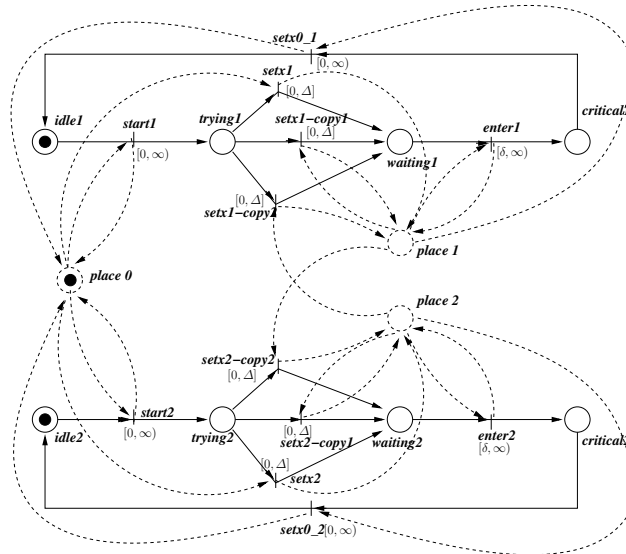 setx0_1
[0, ∞)
setx1
[0, Δ]
idle1
start1
trying1
setx1−copy1
enter1
critical
[0, ∞)
[0, Δ]
waiting1
[δ, ∞)
[0, Δ]
setx1−copy2
place 1
place 0
place 2
setx2−copy2
[0, Δ]
start2
idle2
[0, ∞)
trying2
[0, Δ]
setx2−copy1
waiting2
enter2
critical
[δ, ∞)
[0, Δ]
setx2
setx0_2
[0, ∞)